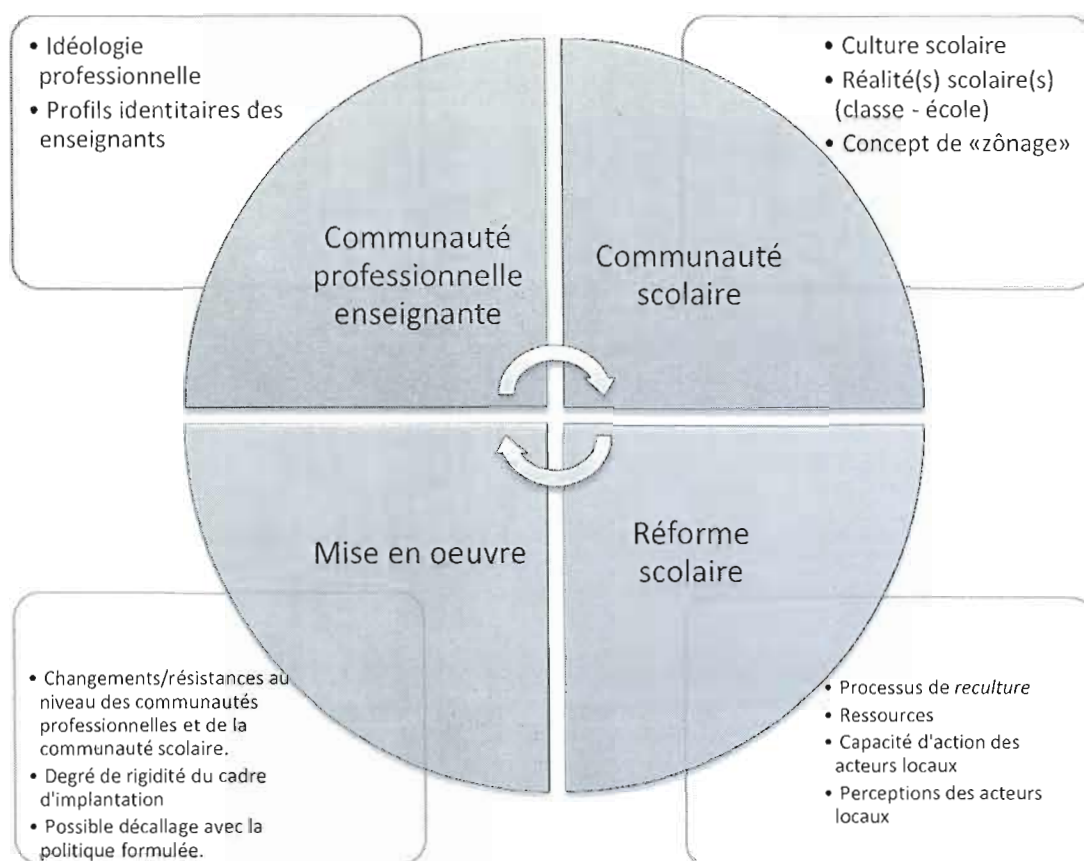 • Idéologie
professionnelle
• Profils identitaires des
enseignants
• Culture scolaire
• Réalité(s) scolaire(s)
(classe - école)
• Concept de «zônage»
Communauté
professionnelle
enseignante
Communauté
scolaire
Mise en oeuvre
Réforme
scolaire
• Changements/résistances au
niveau des communautés
professionnelles et de la
communauté scolaire.
• Degré de rigidité du cadre
d'implantation
• Possible décallage avec la
politique formulée.
• Processus de reculture
• Ressources
• Capacité d'action des
acteurs locaux
• Perceptions des acteurs
locaux